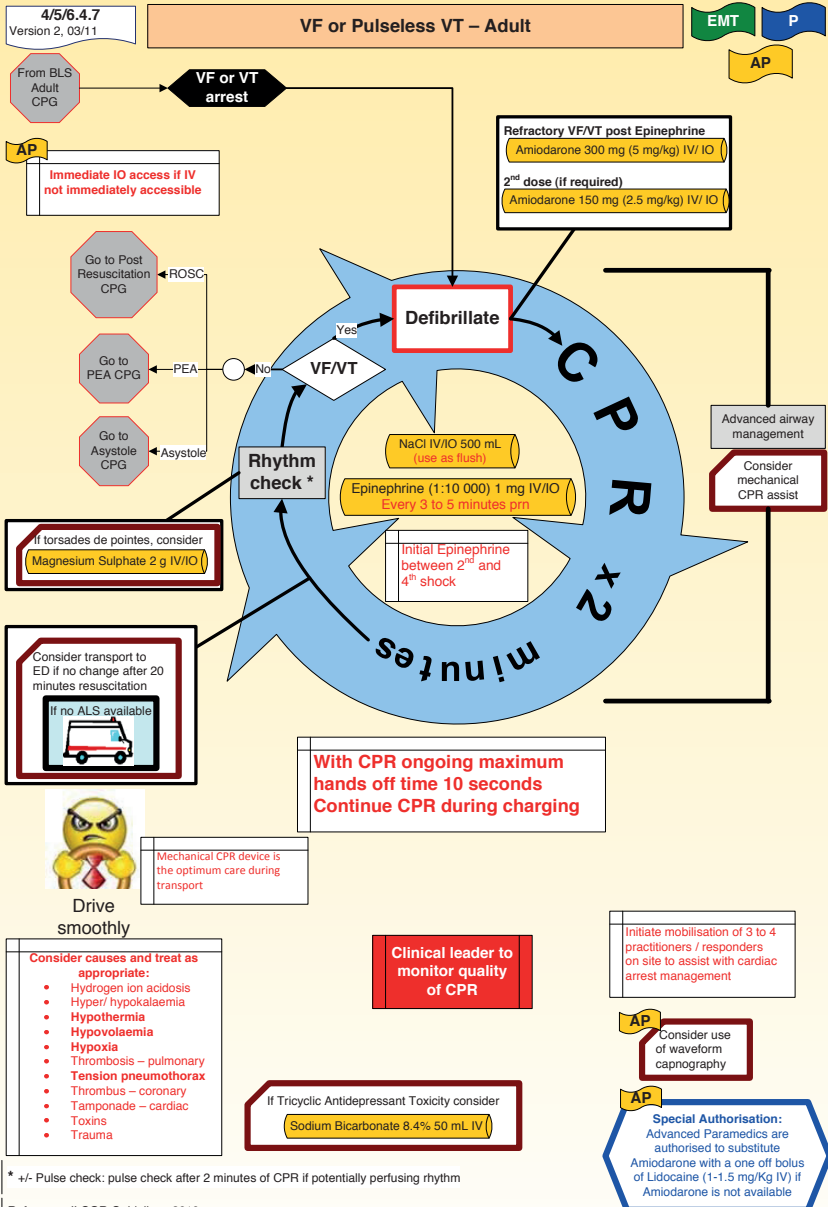 4/5/6.4.7
Version 2, 03/11
VF or Pulseless VT – Adult
EMT
P
AP
From BLS
Adult
CPG
VF or VT
arrest
AP
Immediate IO access if IV
not immediately accessible
Refractory VF/VT post Epinephrine
Amiodarone 300 mg (5 mg/kg) IV/ IO
2nd dose (if required)
Amiodarone 150 mg (2.5 mg/kg) IV/ IO
Go to Post
Resuscitation
CPG
ROSC
Go to
PEA CPG
PEA
No
Go to
Asystole
CPG
Asystole
Yes
VF/VT
Defibrillate
Rhythm
check *
CPR x2 minutes
NaCl IV/IO 500 mL
(use as flush)
Epinephrine (1:10 000) 1 mg IV/IO
Every 3 to 5 minutes prn
Initial Epinephrine
between 2nd and
4th shock
Advanced airway
management
Consider
mechanical
CPR assist
If torsades de pointes, consider
Magnesium Sulphate 2 g IV/IO
Consider transport to
ED if no change after 20
minutes resuscitation
If no ALS available
With CPR ongoing maximum
hands off time 10 seconds
Continue CPR during charging
Mechanical CPR device is
the optimum care during
transport
Drive
smoothly
Consider causes and treat as
appropriate:
• Hydrogen ion acidosis
• Hyper/ hypokalaemia
• Hypothermia
• Hypovolaemia
• Hypoxia
• Thrombosis – pulmonary
• Tension pneumothorax
• Thrombus – coronary
• Tamponade – cardiac
• Toxins
• Trauma
Clinical leader to
monitor quality
of CPR
Initiate mobilisation of 3 to 4
practitioners / responders
on site to assist with cardiac
arrest management
AP
Consider use
of waveform
capnography
If Tricyclic Antidepressant Toxicity consider
Sodium Bicarbonate 8.4% 50 mL IV
AP
Special Authorisation:
Advanced Paramedics are
authorised to substitute
Amiodarone with a one off bolus
of Lidocaine (1-1.5 mg/Kg IV) if
Amiodarone is not available
* +/- Pulse check: pulse check after 2 minutes of CPR if potentially perfusing rhythm